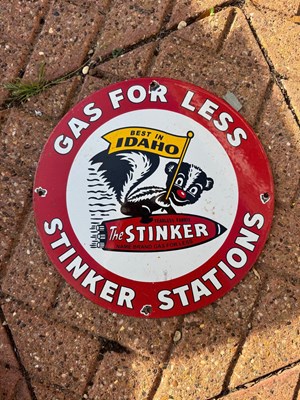 GAS FOR LESS
BEST IN
IDAHO
The STINKER
STINKER STATIONS